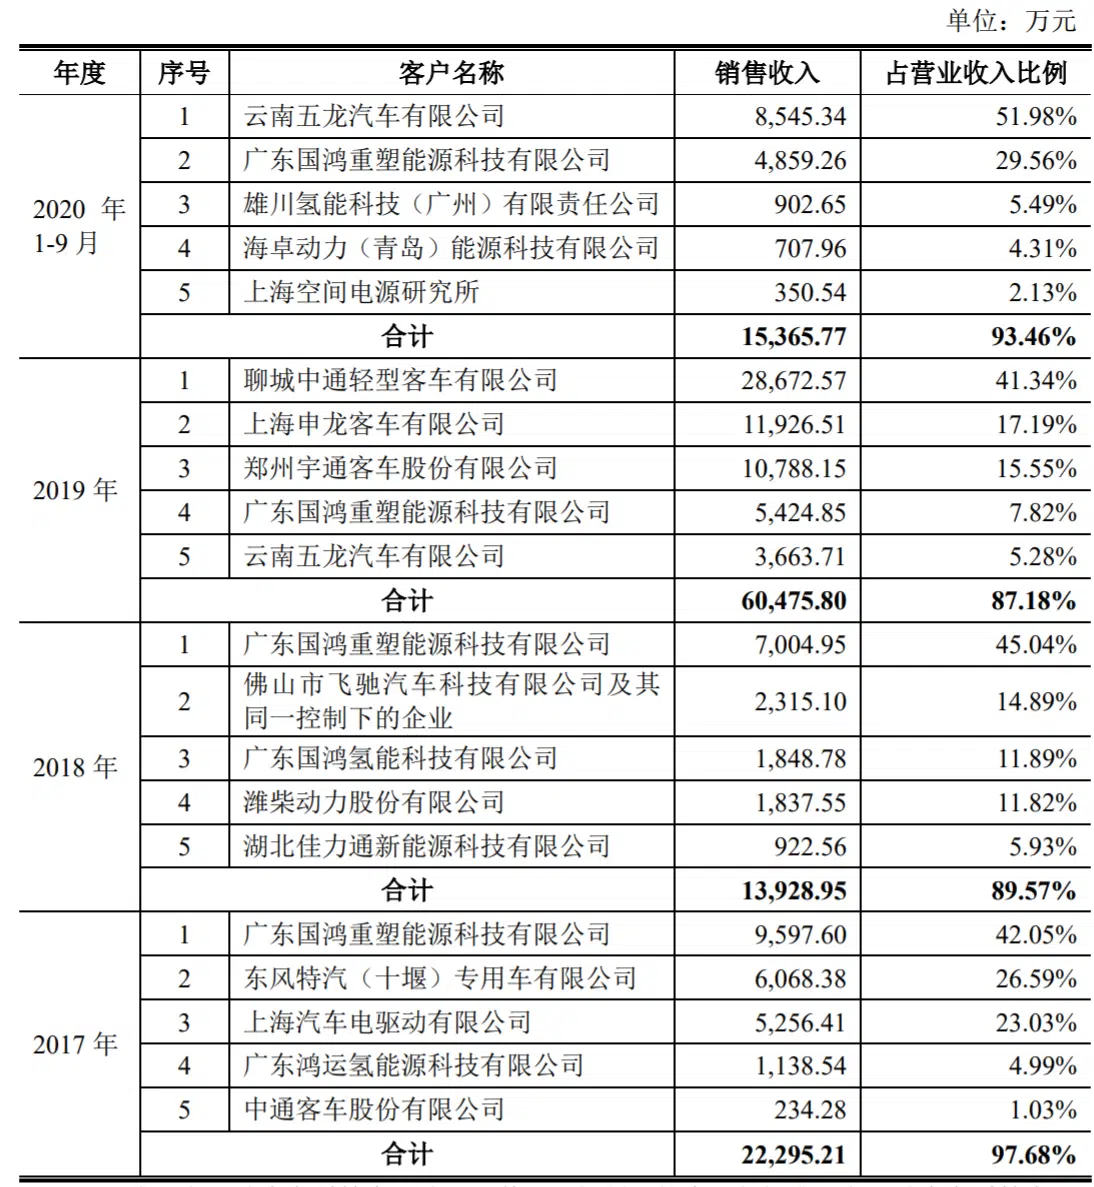 单位：万元
年度 序号 客户名称 销售收入 占营业收入比例
2020 年
1-9 月
1 云南五龙汽车有限公司 8,545.34 51.98%
2 广东国鸿重塑能源科技有限公司 4,859.26 29.56%
3 雄川氢能科技（广州）有限责任公司 902.65 5.49%
4 海卓动力（青岛）能源科技有限公司 707.96 4.31%
5 上海空间电源研究所 350.54 2.13%
合计 15,365.77 93.46%
2019 年
1 聊城中通轻型客车有限公司 28,672.57 41.34%
2 上海申龙客车有限公司 11,926.51 17.19%
3 郑州宇通客车股份有限公司 10,788.15 15.55%
4 广东国鸿重塑能源科技有限公司 5,424.85 7.82%
5 云南五龙汽车有限公司 3,663.71 5.28%
合计 60,475.80 87.18%
2018 年
1 广东国鸿重塑能源科技有限公司 7,004.95 45.04%
2 佛山市飞驰汽车科技有限公司及其
同一控制下的企业 2,315.10 14.89%
3 广东国鸿氢能科技有限公司 1,848.78 11.89%
4 潍柴动力股份有限公司 1,837.55 11.82%
5 湖北佳力通新能源科技有限公司 922.56 5.93%
合计 13,928.95 89.57%
2017 年
1 广东国鸿重塑能源科技有限公司 9,597.60 42.05%
2 东风特汽（十堰）专用车有限公司 6,068.38 26.59%
3 上海汽车电驱动有限公司 5,256.41 23.03%
4 广东鸿运氢能源科技有限公司 1,138.54 4.99%
5 中通客车股份有限公司 234.28 1.03%
合计 22,295.21 97.68%